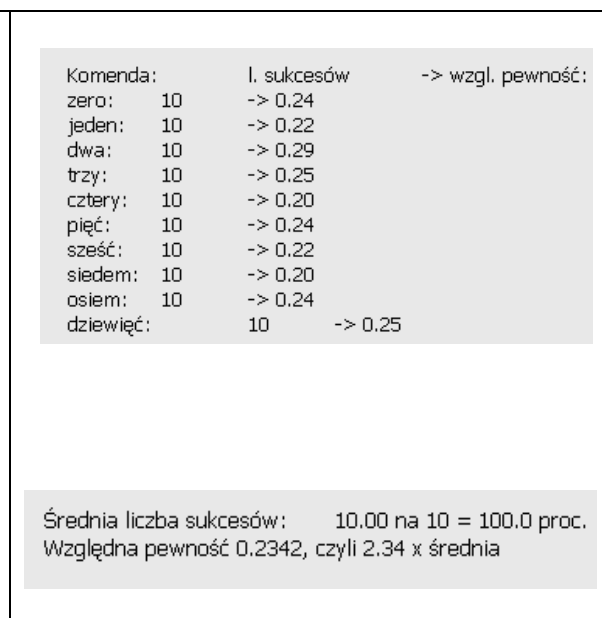 Komenda: l. sukcesów -> wzgl. pewność:
zero: 10 -> 0.24
jeden: 10 -> 0.22
dwa: 10 -> 0.29
trzy: 10 -> 0.25
cztery: 10 -> 0.20
pięć: 10 -> 0.24
sześć: 10 -> 0.22
siedem: 10 -> 0.20
osiem: 10 -> 0.24
dziewięć: 10 -> 0.25
Średnia liczba sukcesów: 10.00 na 10 = 100.0 proc.
Względna pewność 0.2342, czyli 2.34 x średnia